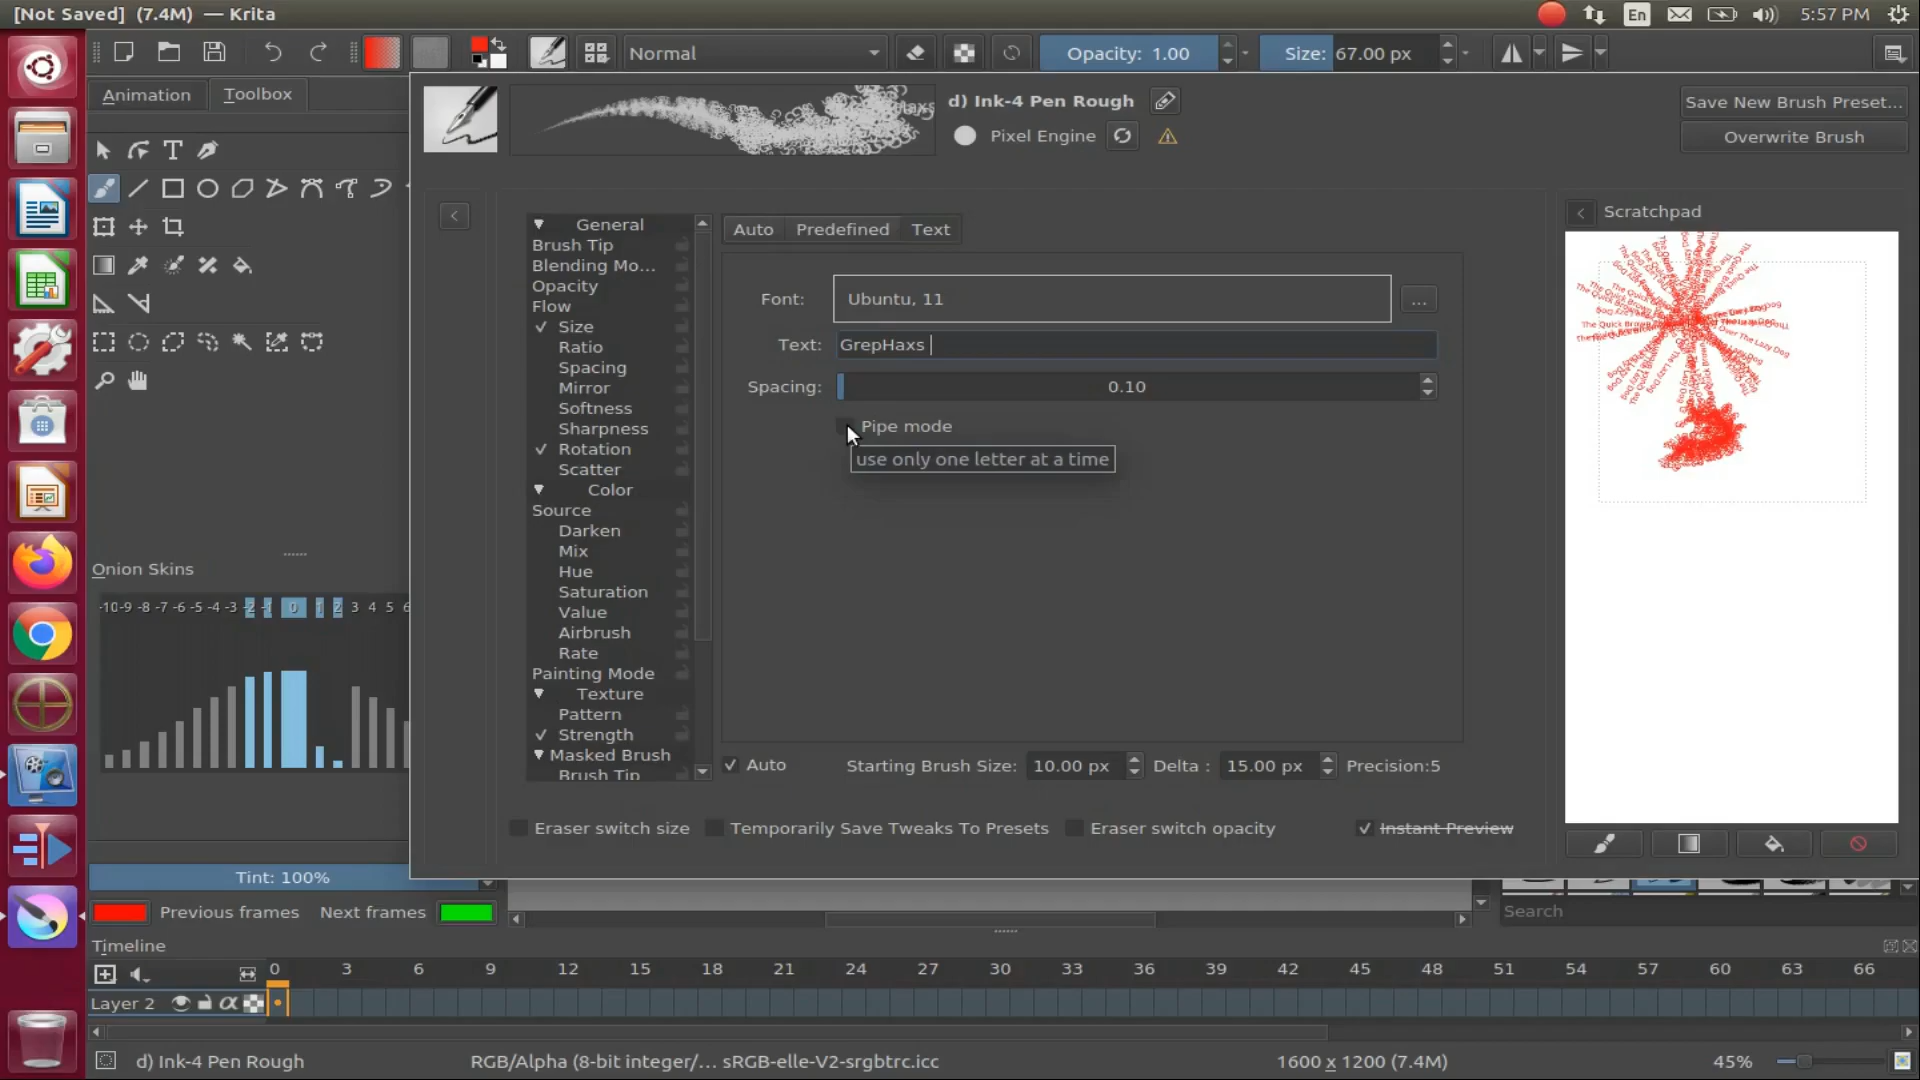 [Not Saved] (7.4M) — Krita
En
5:57 PM
Normal
Opacity: 1.00
Size: 67.00 px
Animation
Toolbox
d) Ink-4 Pen Rough
Pixel Engine
Save New Brush Preset...
Overwrite Brush
General
Brush Tip
Blending Mo...
Opacity
Flow
Size
Ratio
Spacing
Mirror
Softness
Sharpness
Rotation
Scatter
Color
Source
Darken
Mix
Hue
Saturation
Value
Airbrush
Rate
Painting Mode
Texture
Pattern
Strength
Masked Brush
Brush Tip
Auto Predefined Text
Font: Ubuntu, 11 ...
Text: GrepHaxs
Spacing: 0.10
Pipe mode
use only one letter at a time
Auto
Starting Brush Size: 10.00 px Delta : 15.00 px Precision:5
Eraser switch size Temporarily Save Tweaks To Presets Eraser switch opacity Instant Preview
Scratchpad
Onion Skins
-10 -9 -8 -7 -6 -5 -4 -3 -2 -1 0 1 2 3 4 5 6
Tint: 100%
Previous frames Next frames
Search
Timeline
0 3 6 9 12 15 18 21 24 27 30 33 36 39 42 45 48 51 54 57 60 63 66
Layer 2
d) Ink-4 Pen Rough
RGB/Alpha (8-bit integer/... sRGB-elle-V2-srgbtrc.icc
1600 x 1200 (7.4M)
45%